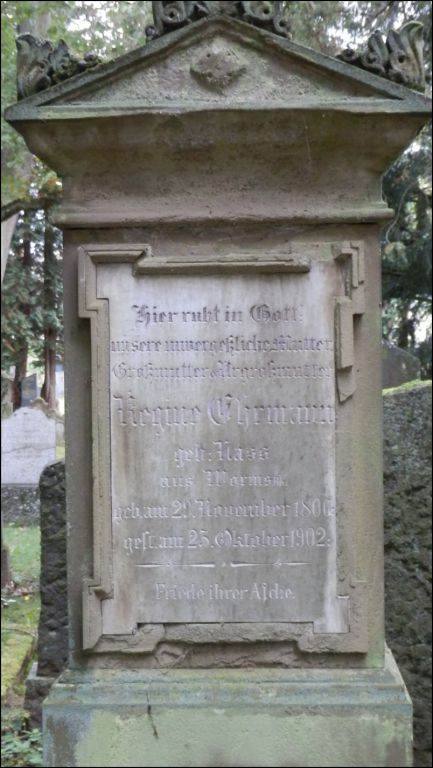 Hier ruht in Gott
unsere unvergeßliche Mutter,
Großmutter & Urgroßmutter
Regine Ehrmann
geb: Nass
aus Worms
geb. am November
gest. am 25. Oktober 1902.
Friede ihrer Asche.